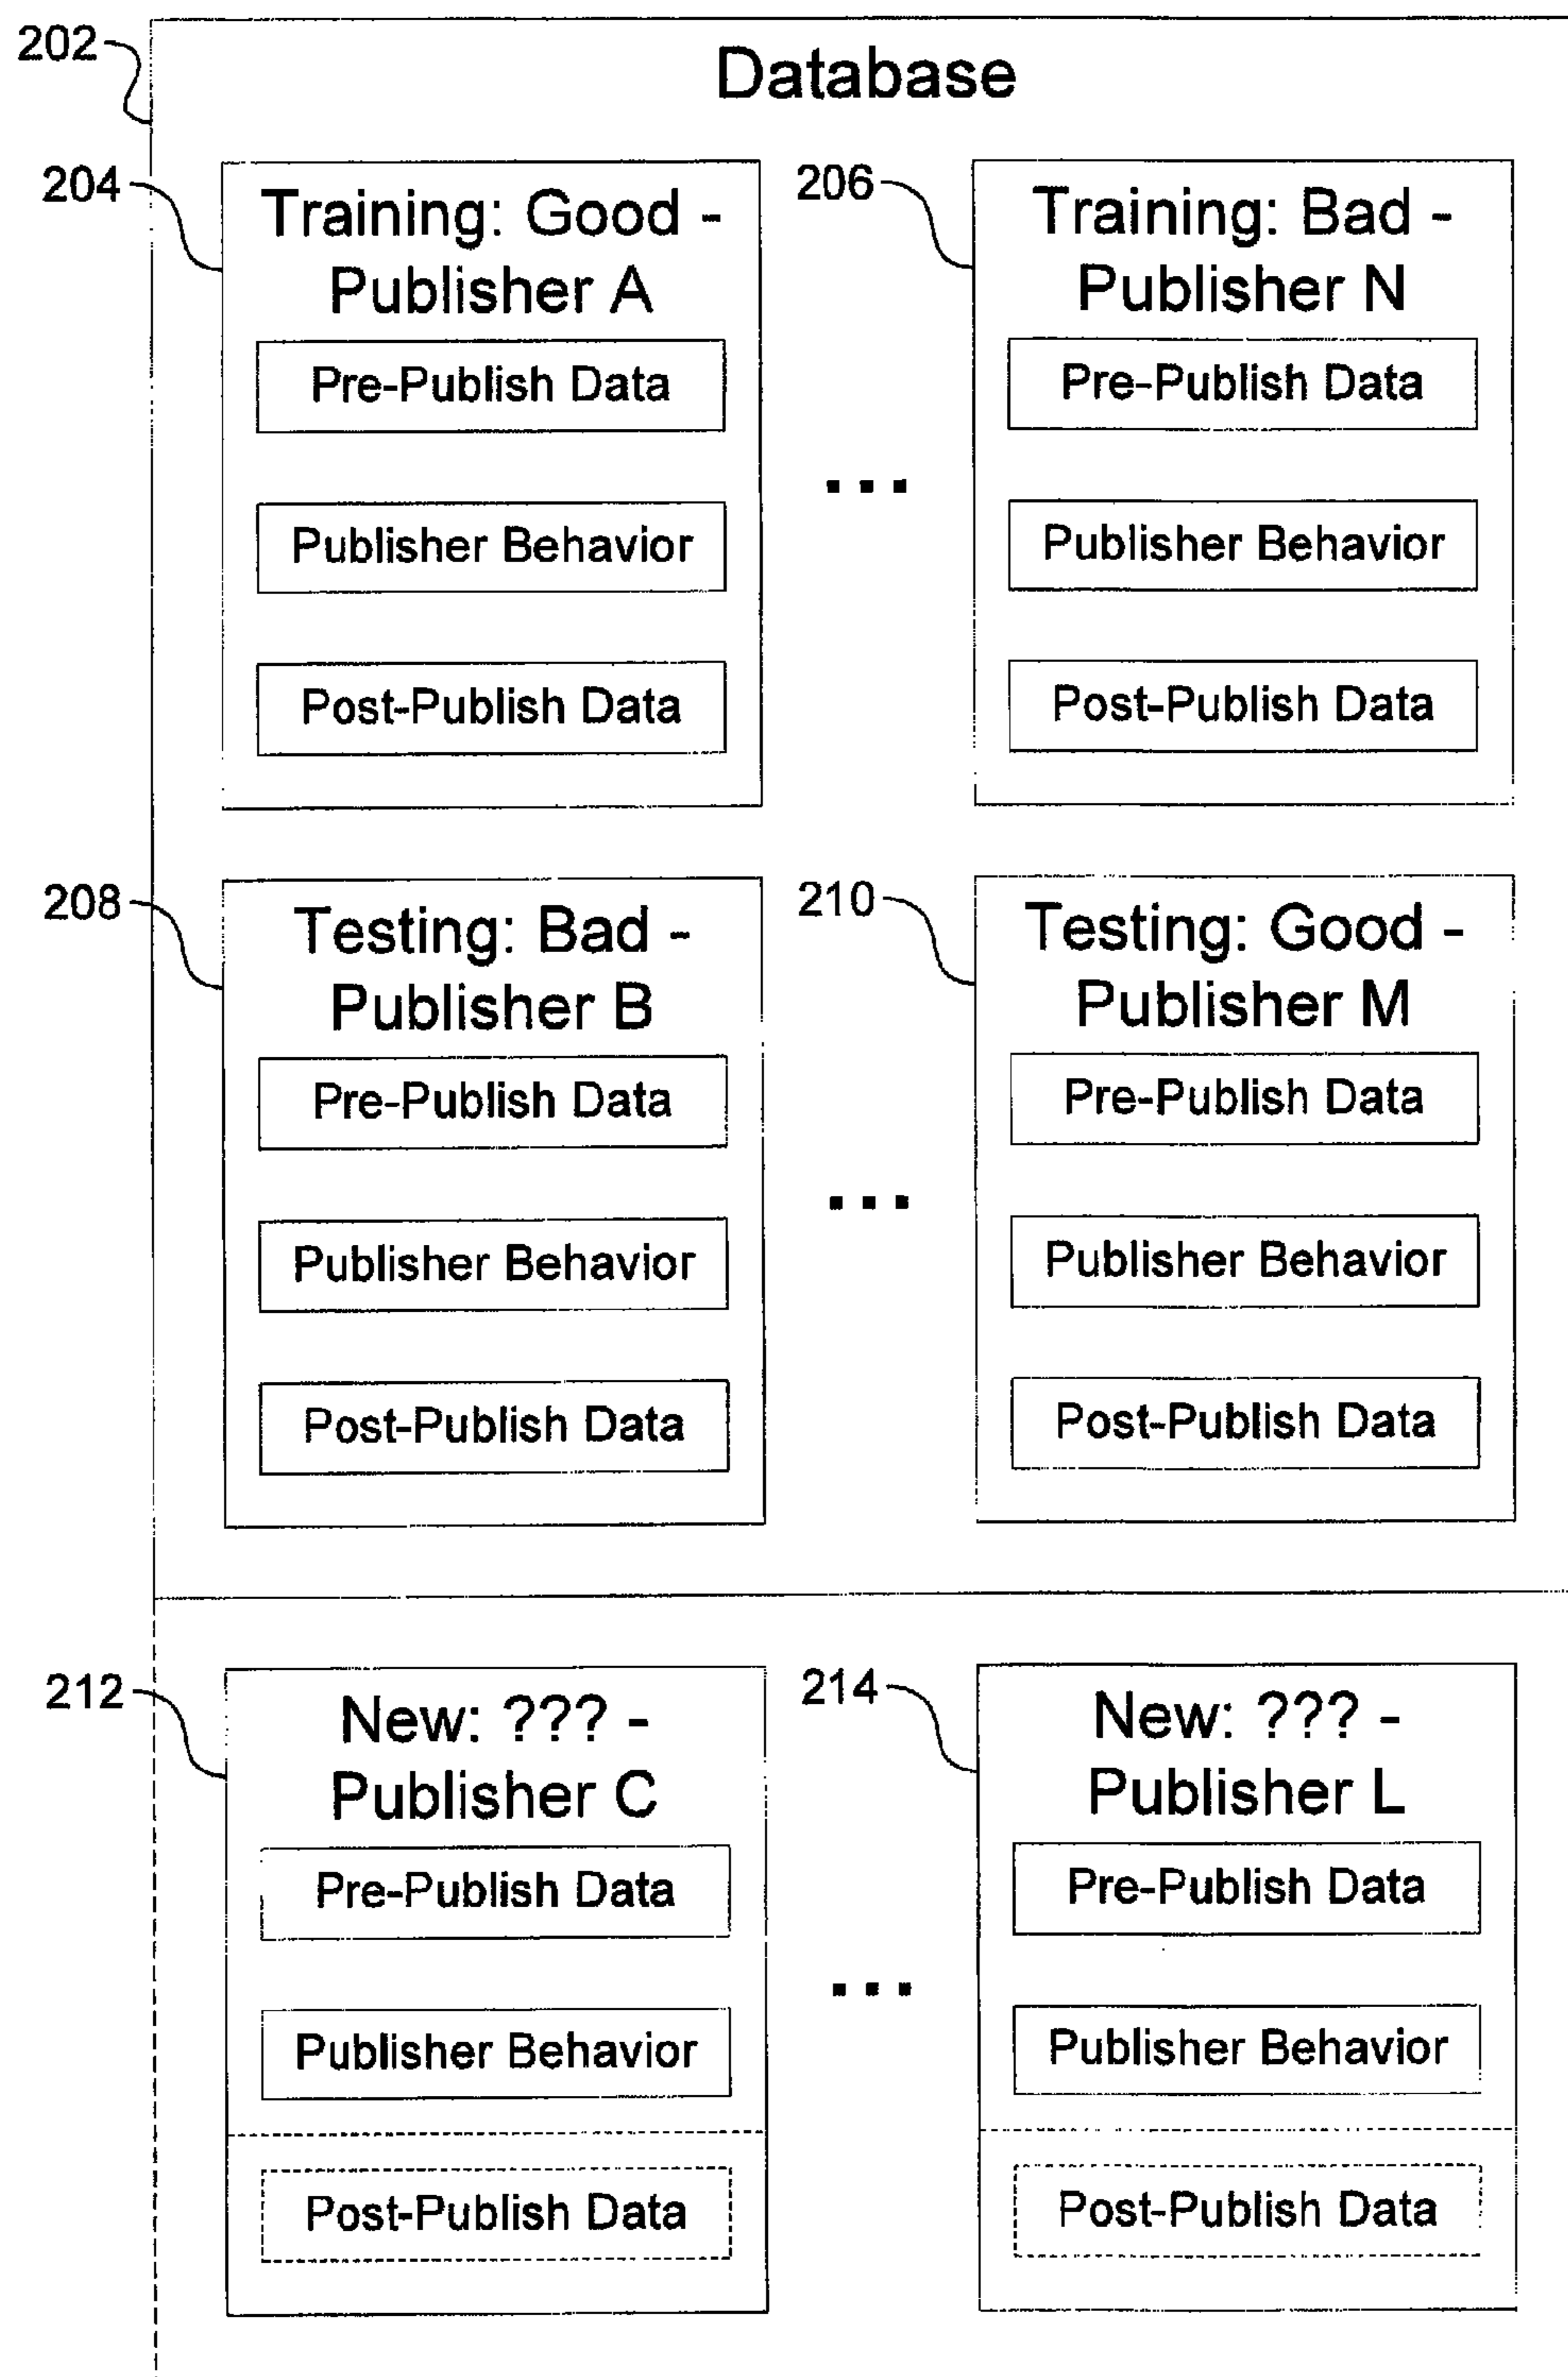 202
Database
204
Training: Good -
Publisher A
Pre-Publish Data
Publisher Behavior
Post-Publish Data
...
206
Training: Bad -
Publisher N
Pre-Publish Data
Publisher Behavior
Post-Publish Data
208
Testing: Bad -
Publisher B
Pre-Publish Data
Publisher Behavior
Post-Publish Data
...
210
Testing: Good -
Publisher M
Pre-Publish Data
Publisher Behavior
Post-Publish Data
212
New: ??? -
Publisher C
Pre-Publish Data
Publisher Behavior
Post-Publish Data
...
214
New: ??? -
Publisher L
Pre-Publish Data
Publisher Behavior
Post-Publish Data